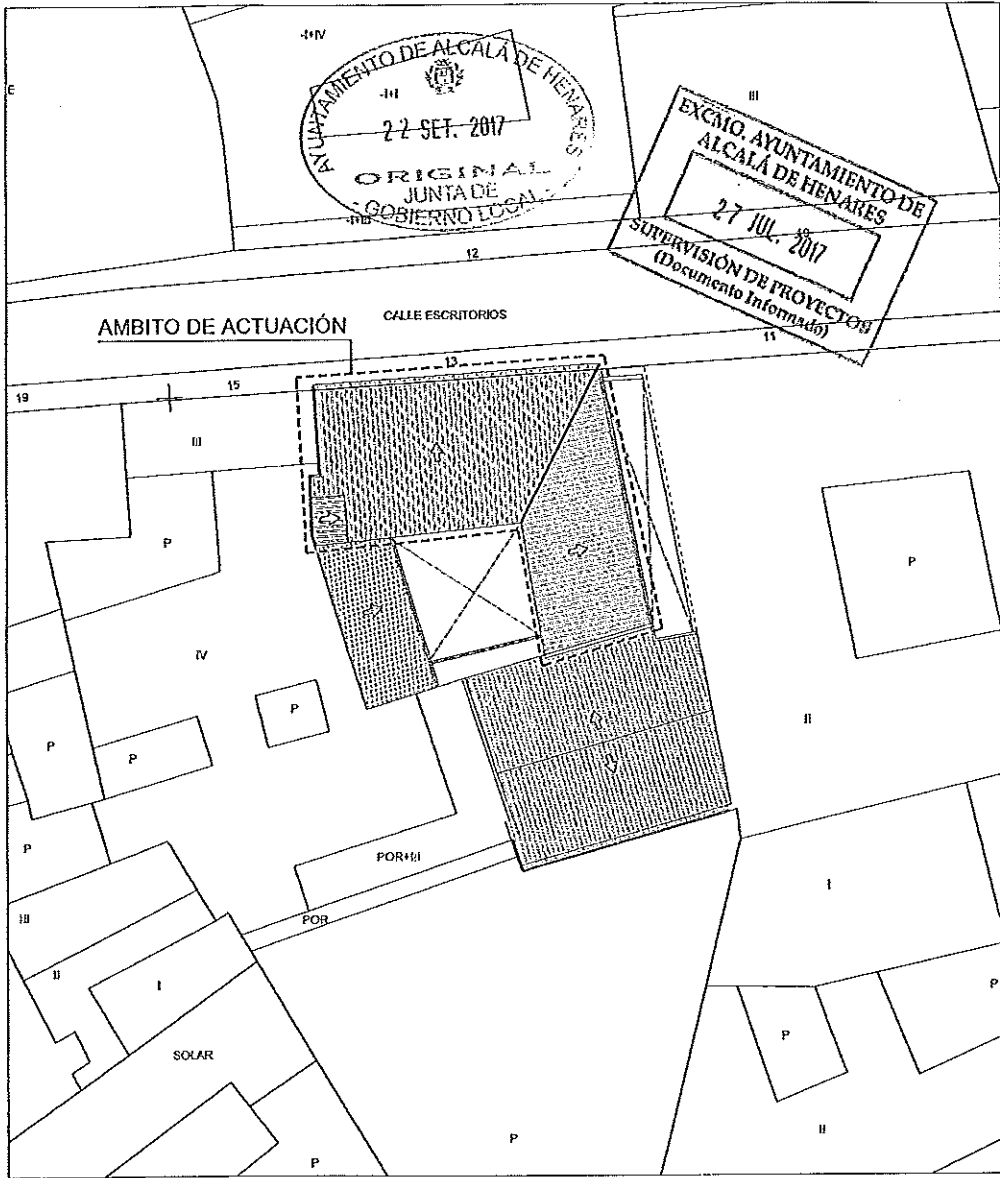 -I+IV
AYUNTAMIENTO DE ALCALÁ DE HENARES
-I+I
22 SET. 2017
ORIGINAL
JUNTA DE
- GOBIERNO LOCAL -
III
EXCMO. AYUNTAMIENTO DE
ALCALÁ DE HENARES
27 JUL. 2017
SUPERVISIÓN DE PROYECTOS
(Documento Informado)
12
CALLE ESCRITORIOS
AMBITO DE ACTUACIÓN
11
13
15
19
III
P
P
IV
P
P
P
II
P
POR+I+I
I
III
POR
II
I
P
P
SOLAR
P
II
P